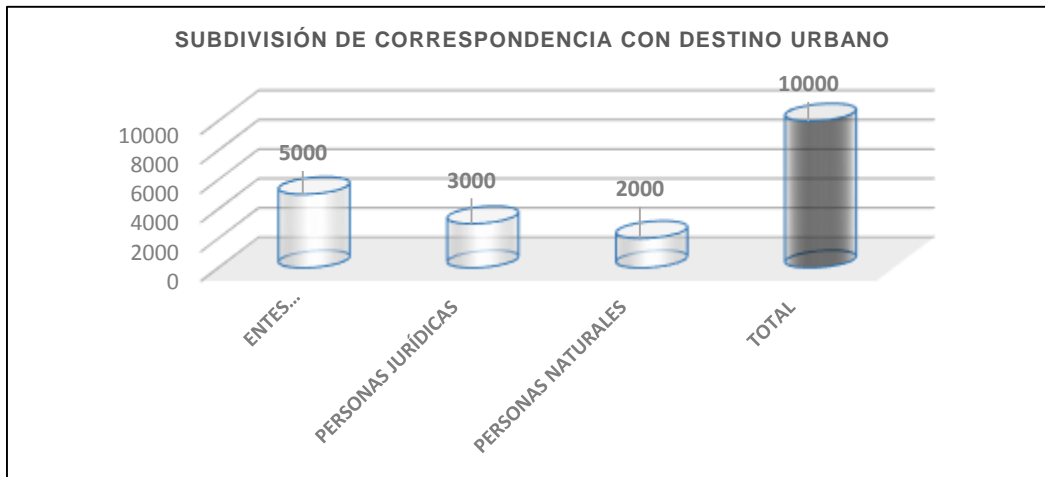 SUBDIVISIÓN DE CORRESPONDENCIA CON DESTINO URBANO
10000
10000
8000
6000
4000
2000
0
5000
3000
2000
ENTES...
PERSONAS JURÍDICAS
PERSONAS NATURALES
TOTAL